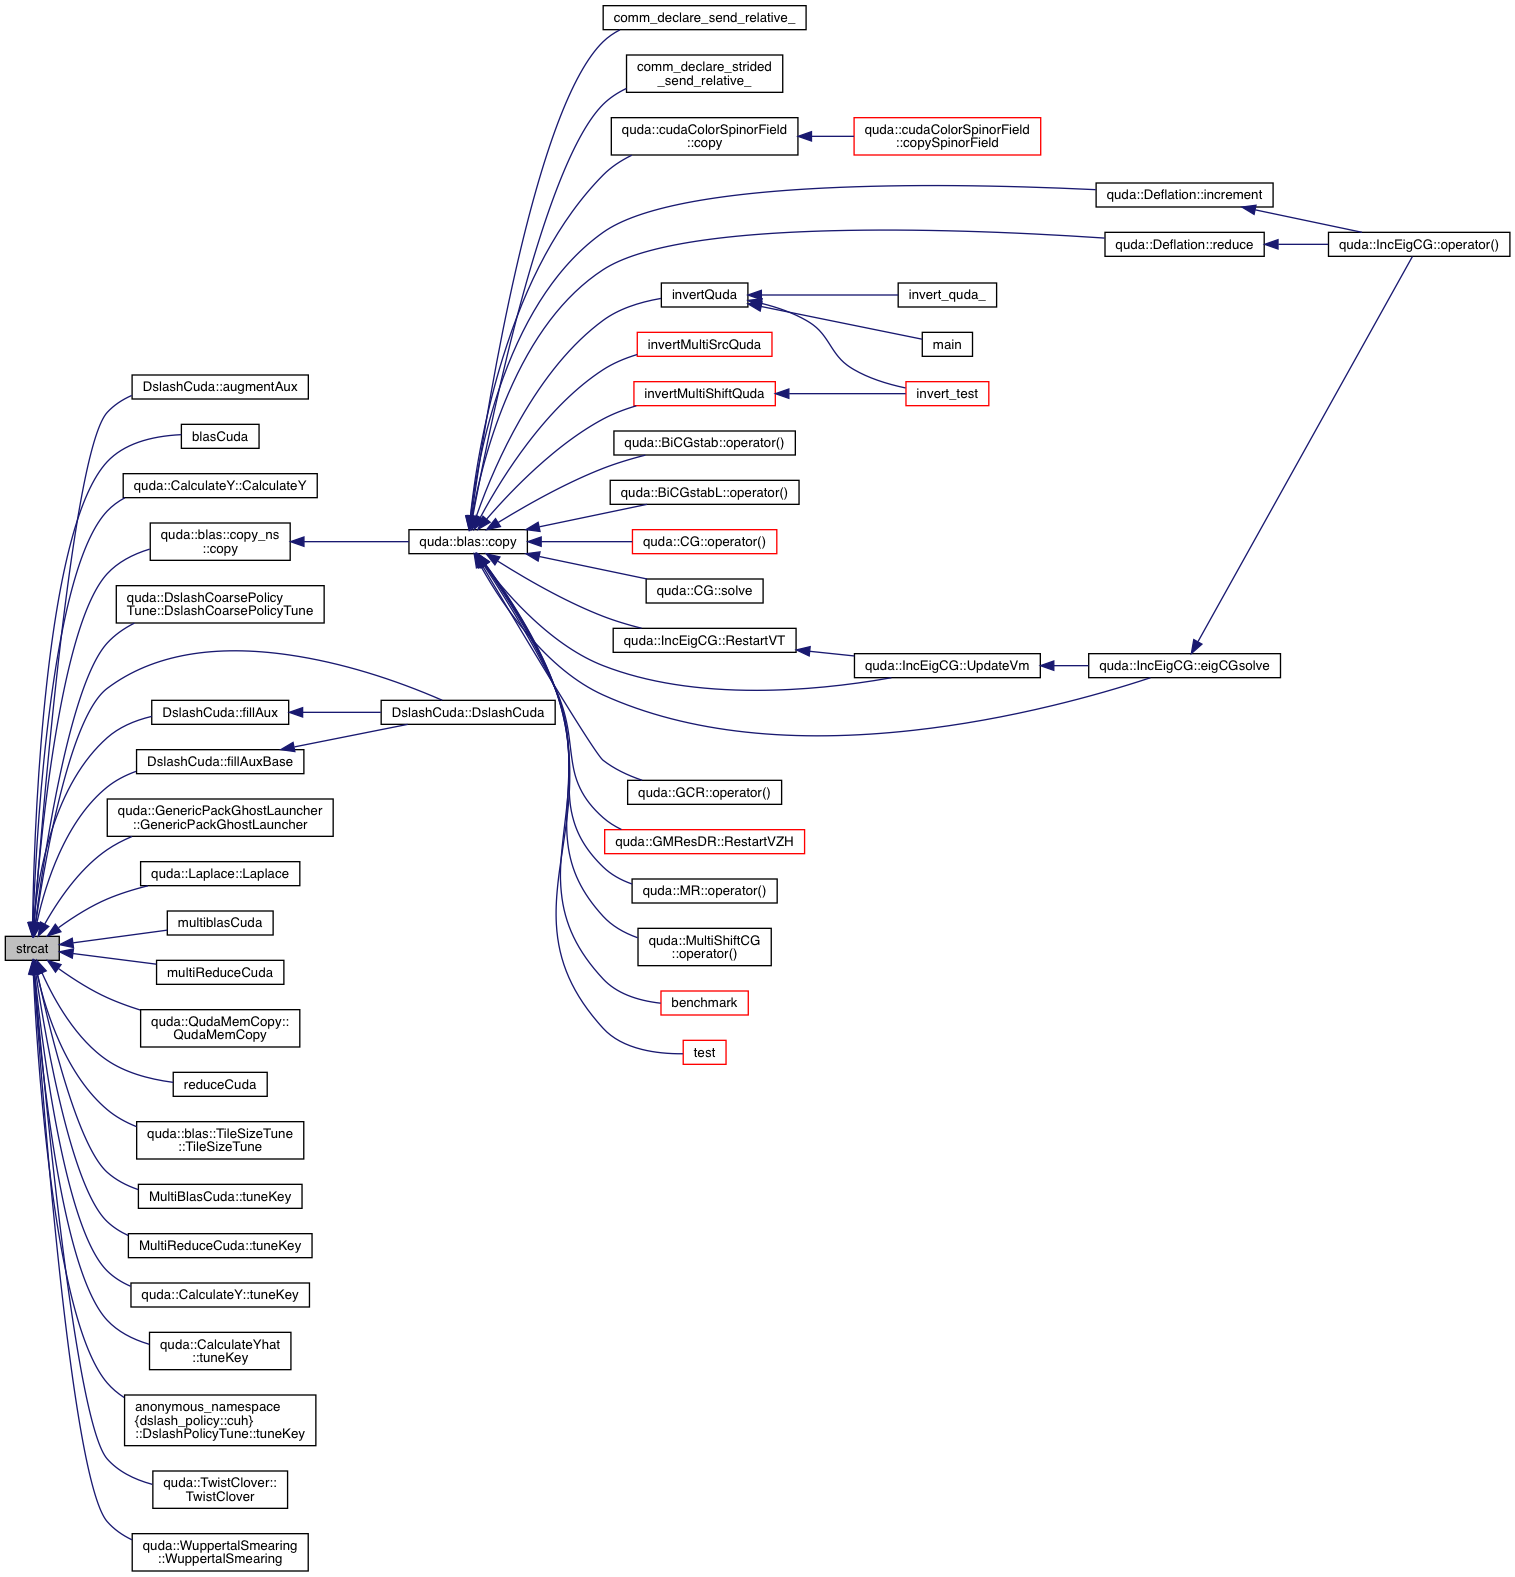 comm_declare_send_relative_
comm_declare_strided
_send_relative_
quda::cudaColorSpinorField
::copy
quda::cudaColorSpinorField
::copySpinorField
quda::Deflation::increment
quda::Deflation::reduce
quda::IncEigCG::operator()
invertQuda
invert_quda_
main
invertMultiSrcQuda
invertMultiShiftQuda
invert_test
quda::BiCGstab::operator()
quda::BiCGstabL::operator()
quda::blas::copy
quda::CG::operator()
quda::CG::solve
quda::IncEigCG::RestartVT
quda::IncEigCG::UpdateVm
quda::IncEigCG::eigCGsolve
quda::GCR::operator()
quda::GMResDR::RestartVZH
quda::MR::operator()
quda::MultiShiftCG
::operator()
benchmark
test
DslashCuda::augmentAux
blasCuda
quda::CalculateY::CalculateY
quda::blas::copy_ns
::copy
quda::DslashCoarsePolicy
Tune::DslashCoarsePolicyTune
DslashCuda::fillAux
DslashCuda::DslashCuda
DslashCuda::fillAuxBase
quda::GenericPackGhostLauncher
::GenericPackGhostLauncher
quda::Laplace::Laplace
multiblasCuda
strcat
multiReduceCuda
quda::QudaMemCopy::
QudaMemCopy
reduceCuda
quda::blas::TileSizeTune
::TileSizeTune
MultiBlasCuda::tuneKey
MultiReduceCuda::tuneKey
quda::CalculateY::tuneKey
quda::CalculateYhat
::tuneKey
anonymous_namespace
{dslash_policy::cuh}
::DslashPolicyTune::tuneKey
quda::TwistClover::
TwistClover
quda::WuppertalSmearing
::WuppertalSmearing